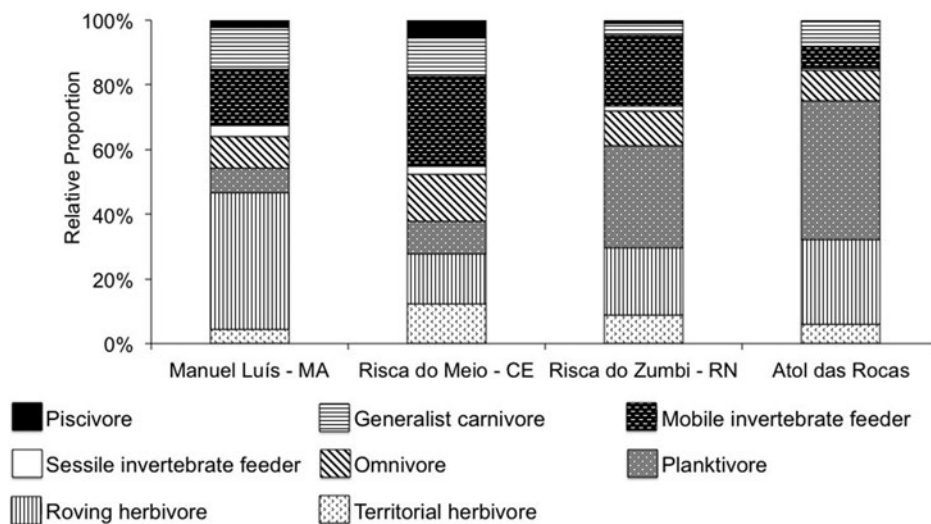 100%
80%
60%
40%
20%
0%
Relative Proportion
Manuel Luís - MA Risca do Meio - CE Risca do Zumbi - RN Atol das Rocas
Piscivore Generalist carnivore Mobile invertebrate feeder
Sessile invertebrate feeder Omnivore Planktivore
Roving herbivore Territorial herbivore